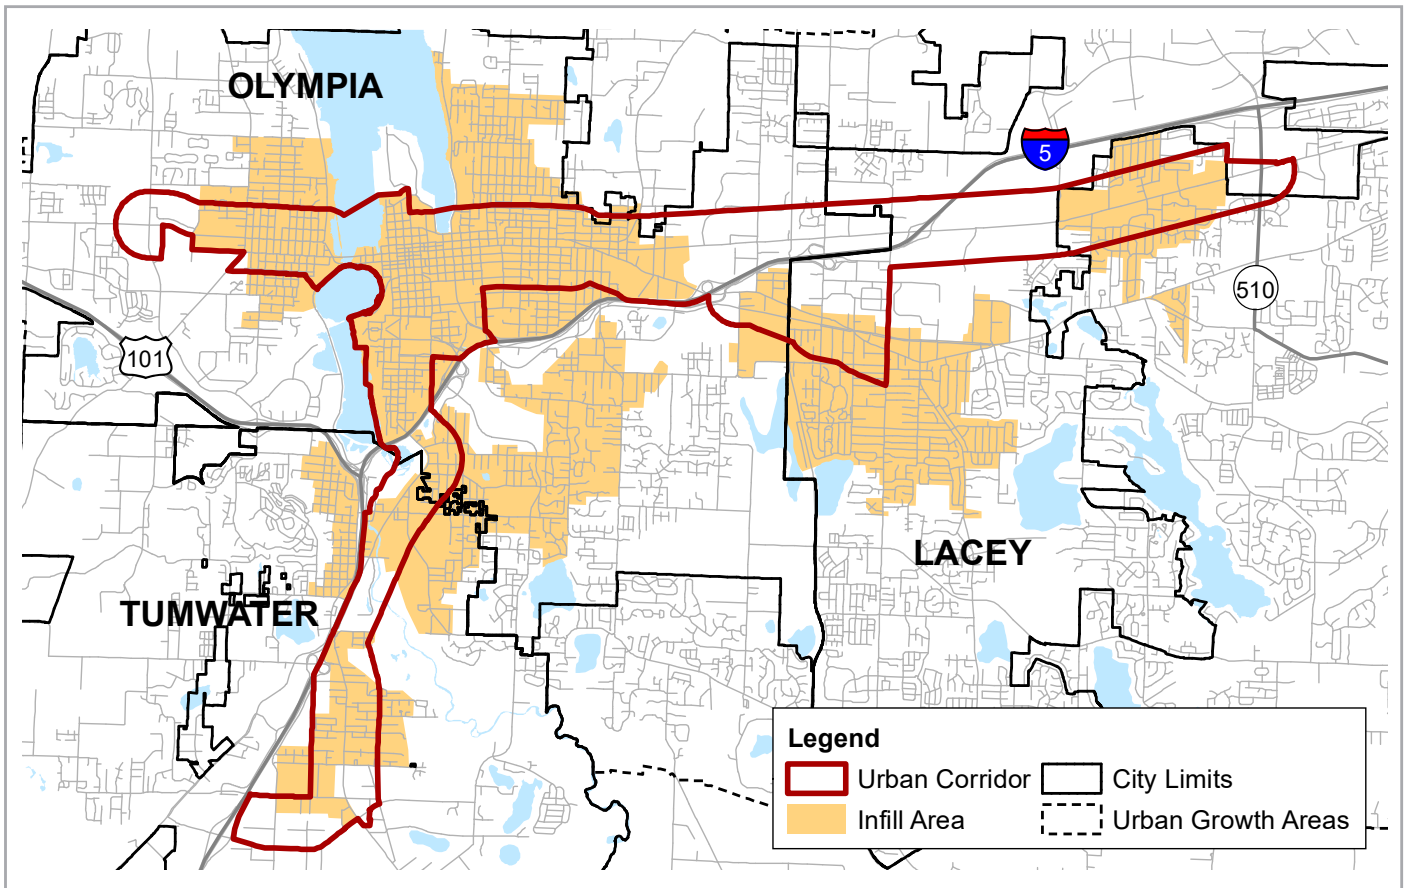 OLYMPIA
5
510
101
LACEY
TUMWATER
Legend
Urban Corridor
City Limits
Infill Area
Urban Growth Areas